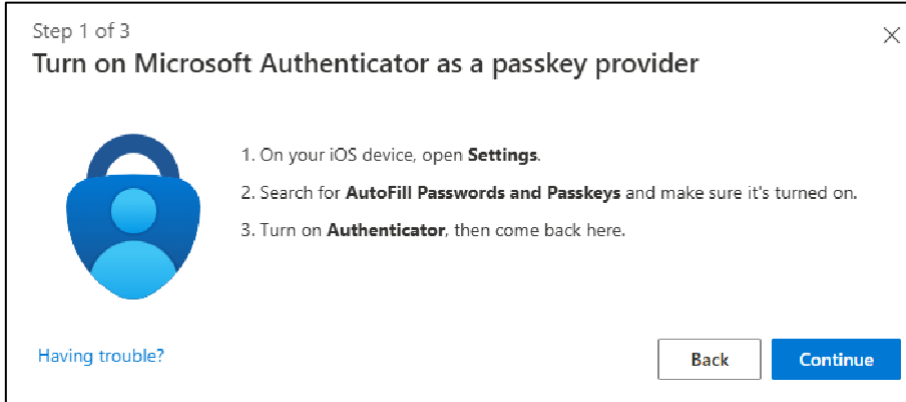 Step 1 of 3
Turn on Microsoft Authenticator as a passkey provider
1. On your iOS device, open Settings.
2. Search for AutoFill Passwords and Passkeys and make sure it's turned on.
3. Turn on Authenticator, then come back here.
Having trouble?
Back
Continue